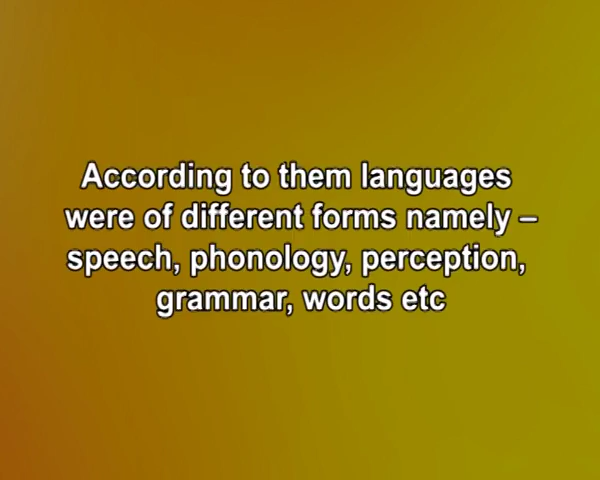 According to them languages
were of different forms namely –
speech, phonology, perception,
grammar, words etc